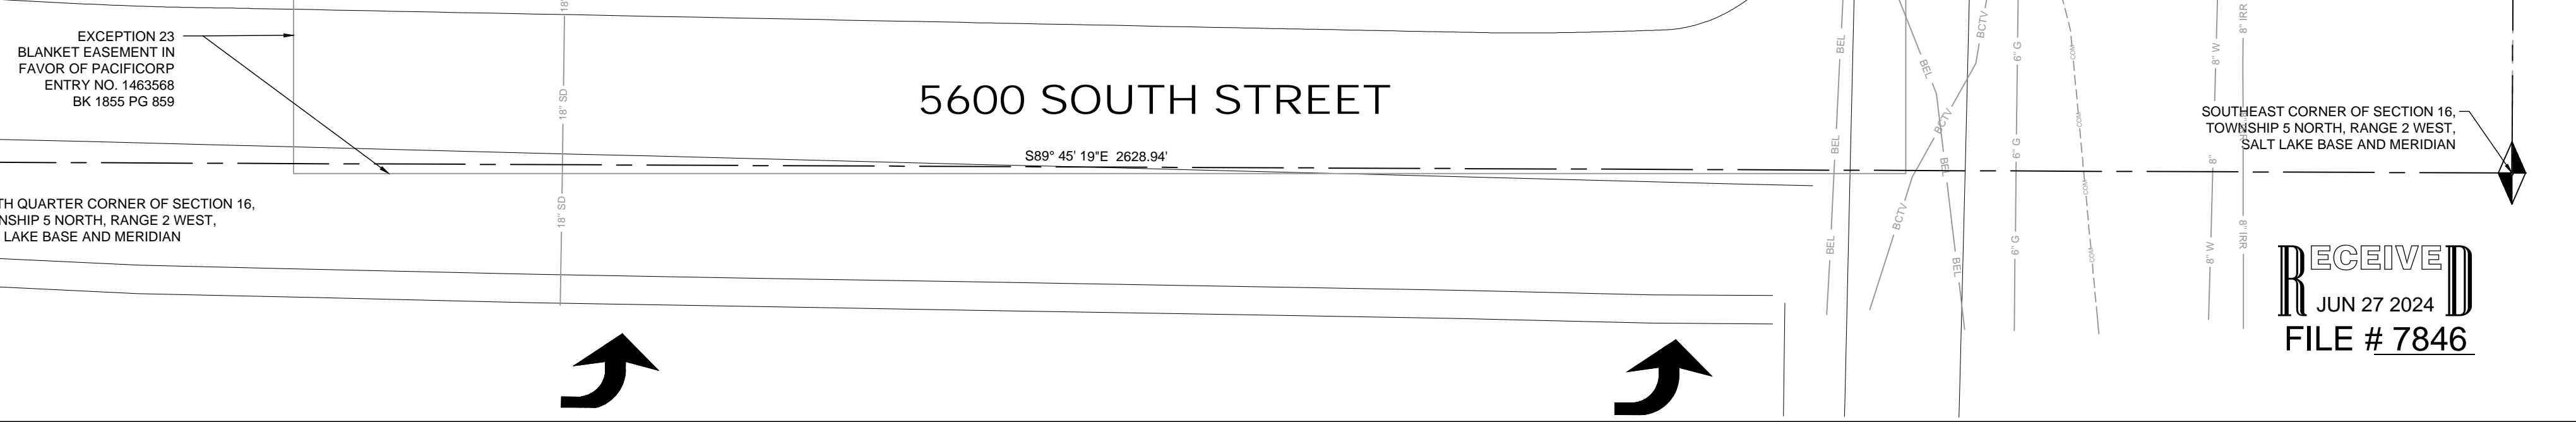 EXCEPTION 23
BLANKET EASEMENT IN
FAVOR OF PACIFICORP
ENTRY NO. 1463568
BK 1855 PG 859
18" SD
18" SD
18"
5600 SOUTH STREET
S89° 45' 19"E 2628.94'
TH QUARTER CORNER OF SECTION 16,
NSHIP 5 NORTH, RANGE 2 WEST,
LAKE BASE AND MERIDIAN
BEL
BEL
BEL
BEL
BEL
BEL
BCTV
BCTV
BCTV
6" G
6" G
6" G
COM
COM
COM
COM
8" W
8"
8" W
8" IRR
8" IRR
SOUTHEAST CORNER OF SECTION 16,
TOWNSHIP 5 NORTH, RANGE 2 WEST,
SALT LAKE BASE AND MERIDIAN
RECEIVED
JUN 27 2024
FILE # 7846